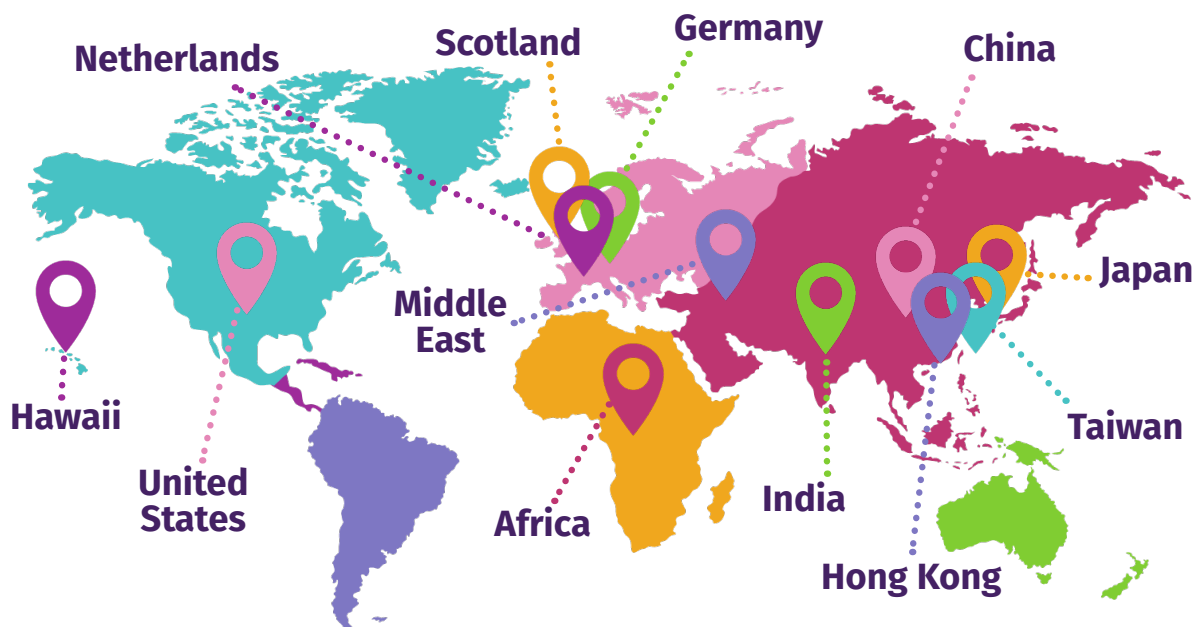 Netherlands
Scotland
Germany
China
Japan
Middle
East
Hawaii
Taiwan
United
States
India
Africa
Hong Kong